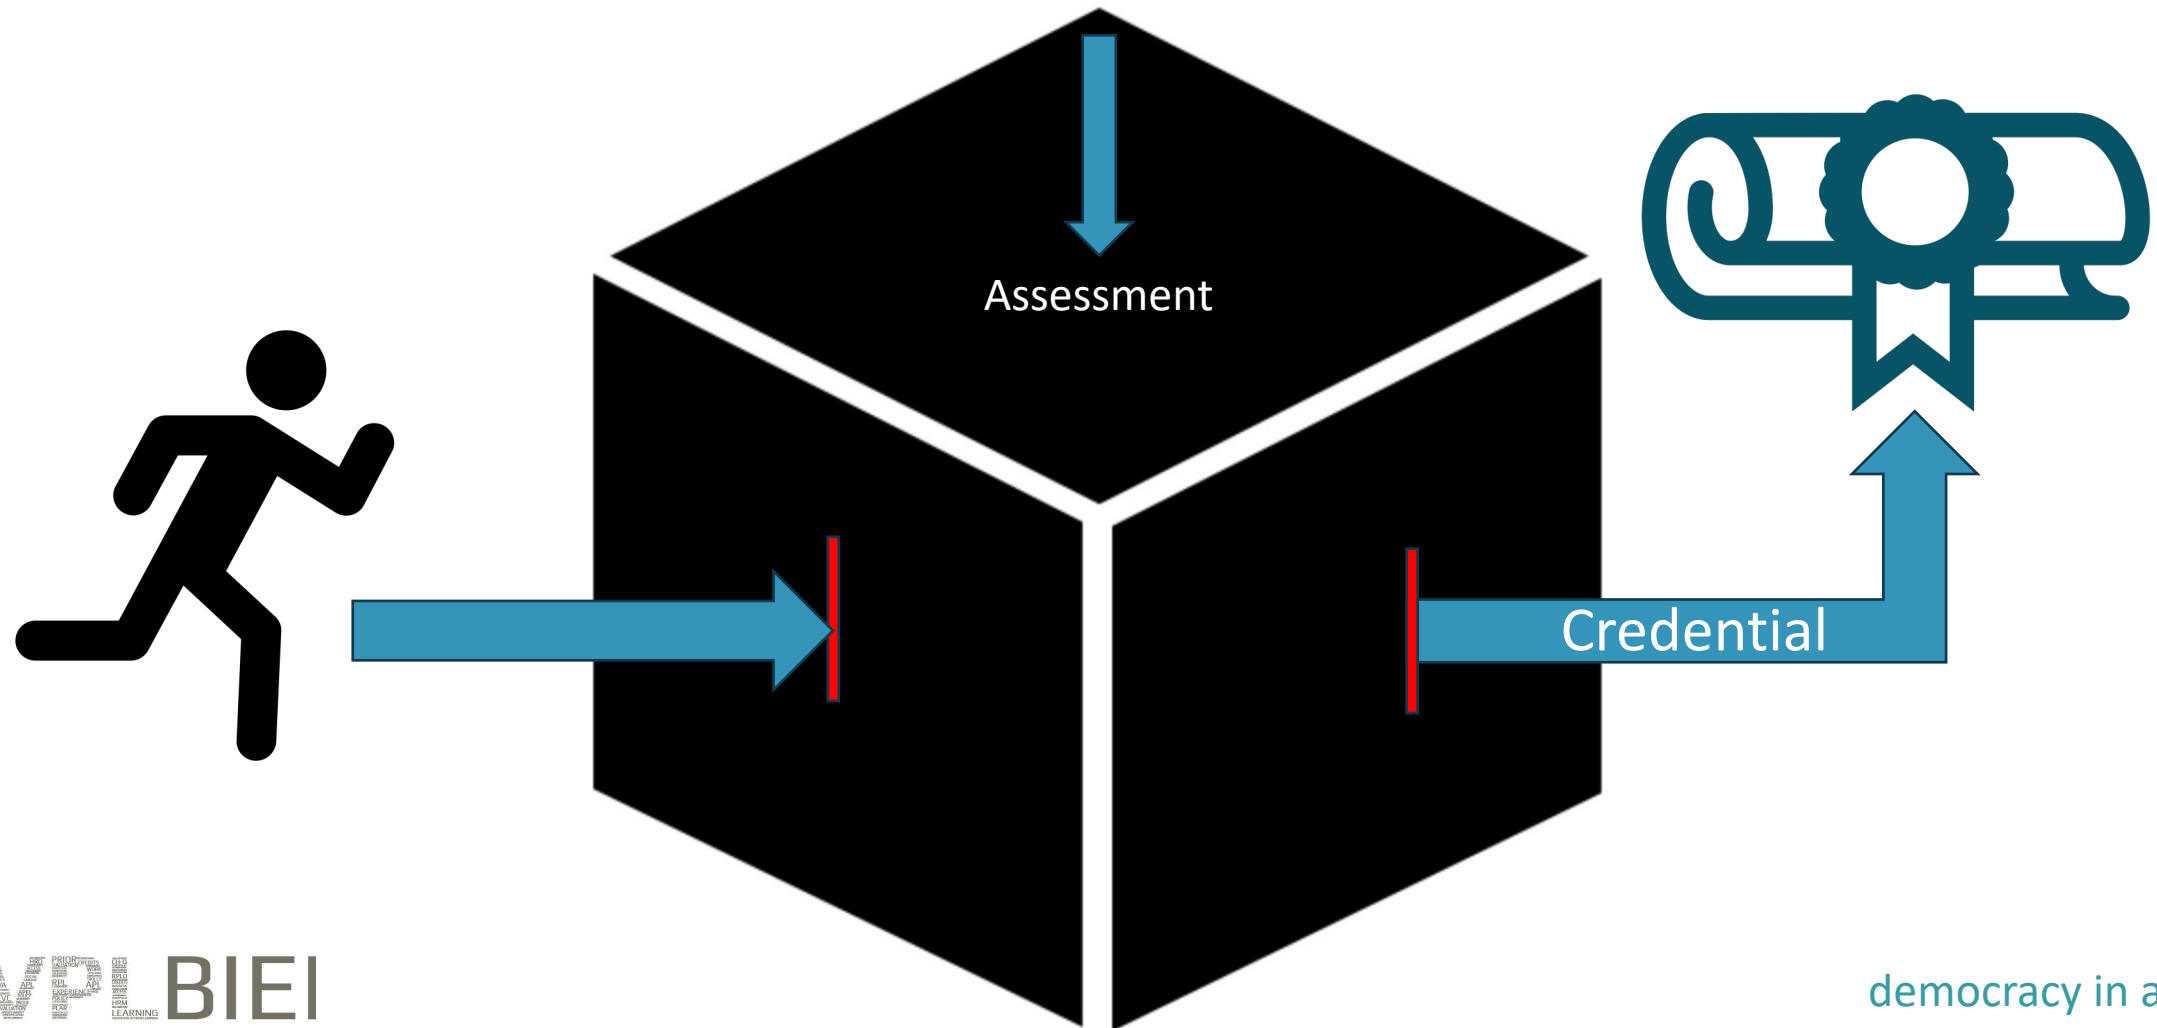 Assessment
Credential
VPL BIEI
democracy in a